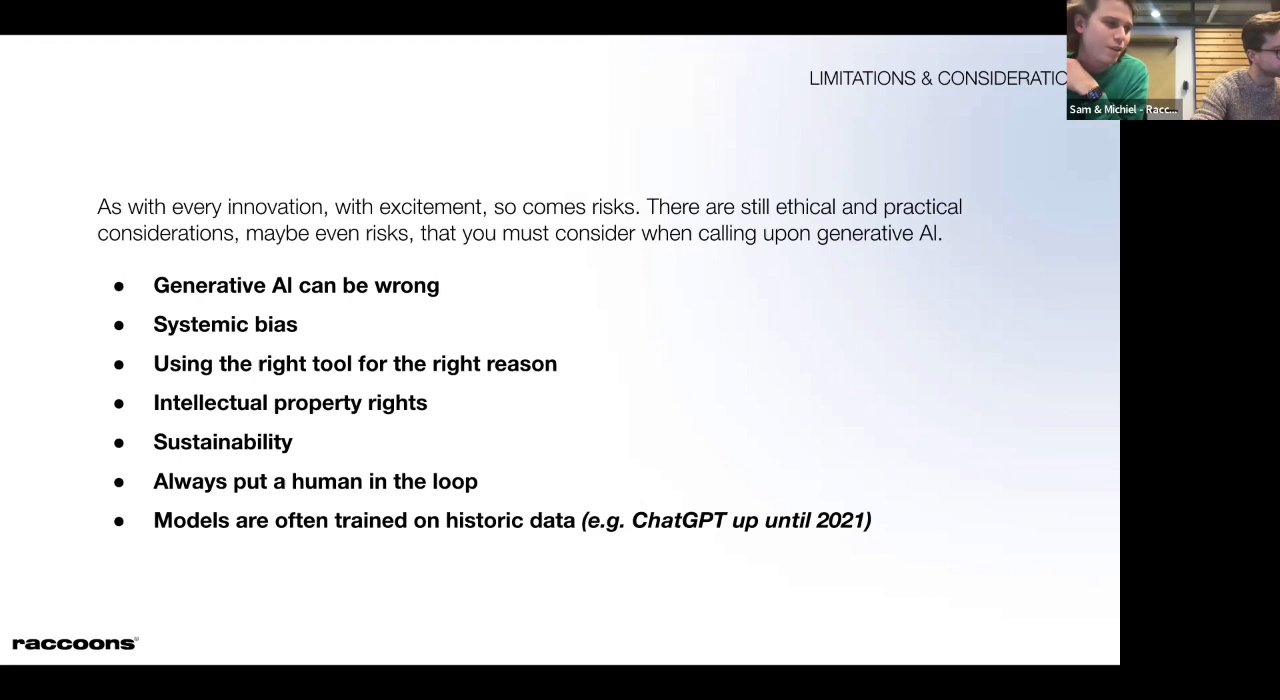 LIMITATIONS & CONSIDERATIO
Sam & Michiel - Racc...
As with every innovation, with excitement, so comes risks. There are still ethical and practical
considerations, maybe even risks, that you must consider when calling upon generative AI.
● Generative AI can be wrong
● Systemic bias
● Using the right tool for the right reason
● Intellectual property rights
● Sustainability
● Always put a human in the loop
● Models are often trained on historic data (e.g. ChatGPT up until 2021)
raccoons